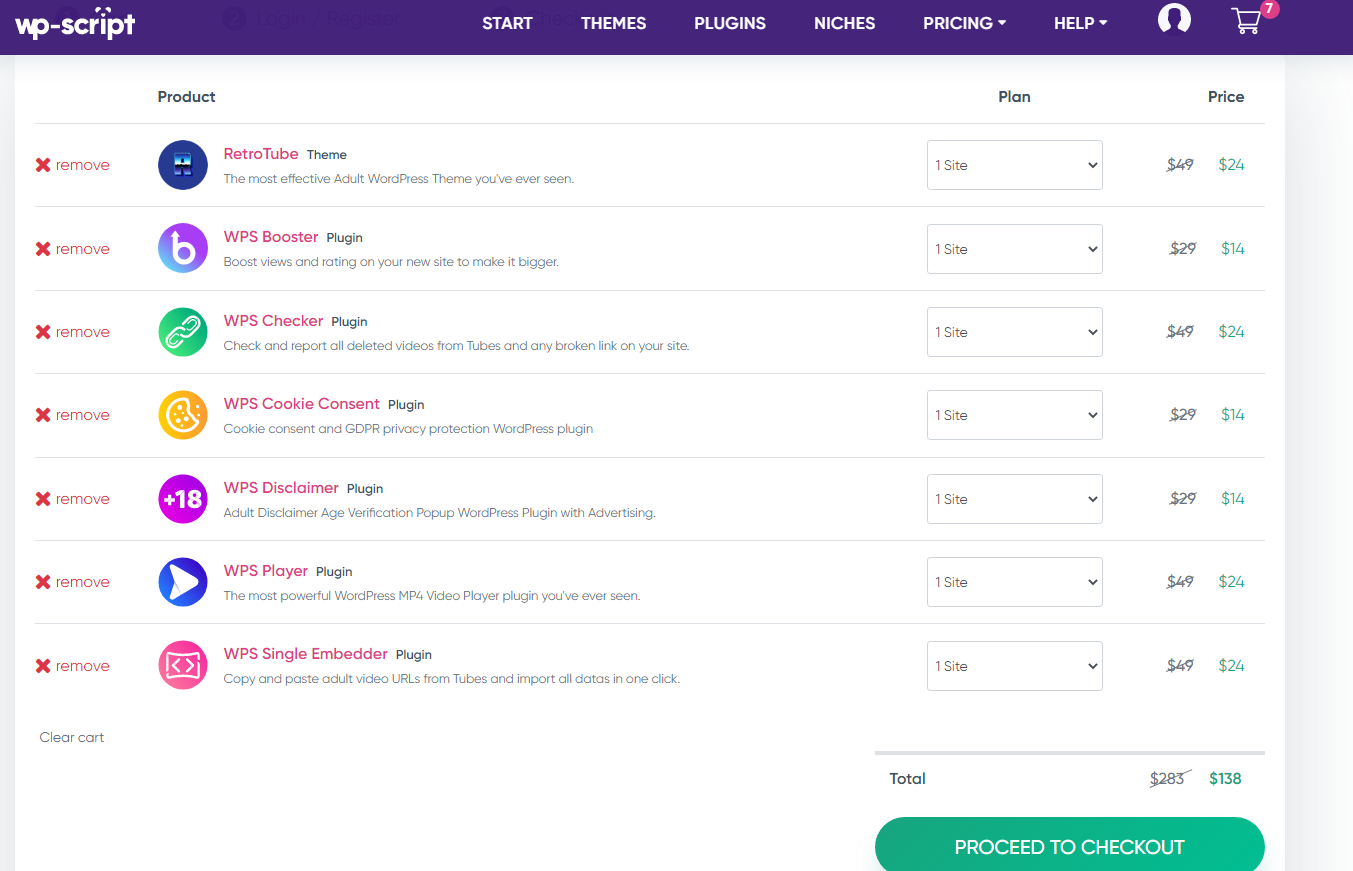 2 Login / Register
wp-script
START THEMES PLUGINS NICHES PRICING HELP 7
Product Plan Price
remove RetroTube Theme 1 Site $49 $24
The most effective Adult WordPress Theme you've ever seen.
remove WPS Booster Plugin 1 Site $29 $14
Boost views and rating on your new site to make it bigger.
remove WPS Checker Plugin 1 Site $49 $24
Check and report all deleted videos from Tubes and any broken link on your site.
remove WPS Cookie Consent Plugin 1 Site $29 $14
Cookie consent and GDPR privacy protection WordPress plugin
+18
remove WPS Disclaimer Plugin 1 Site $29 $14
Adult Disclaimer Age Verification Popup WordPress Plugin with Advertising.
remove WPS Player Plugin 1 Site $49 $24
The most powerful WordPress MP4 Video Player plugin you've ever seen.
remove WPS Single Embedder Plugin 1 Site $49 $24
Copy and paste adult video URLs from Tubes and import all datas in one click.
Clear cart
Total $283 $138
PROCEED TO CHECKOUT